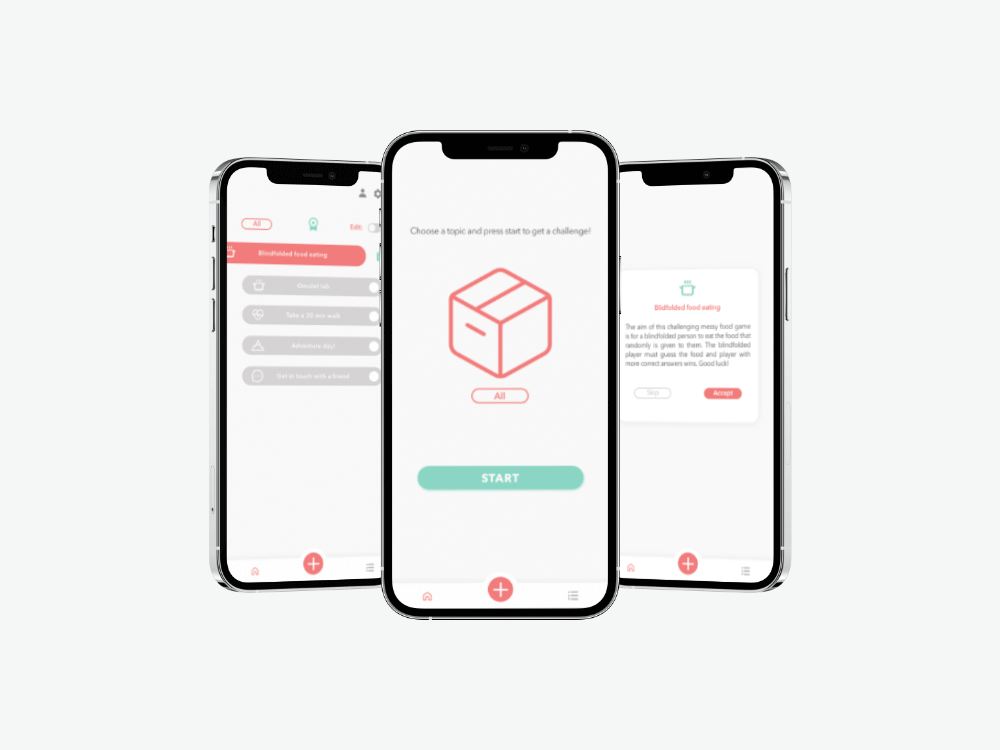 All
Edit:
Blindfolded food eating
Omelet lab
Take a 30 min walk
Adventure day!
Get in touch with a friend
Choose a topic and press start to get a challenge!
All
START
Blidfolded food eating
The aim of this challenging messy food game
is for a blindfolded person to eat the food that
randomly is given to them. The blindfolded
player must guess the food and player with
more correct answers wins. Good luck!
Skip
Accept